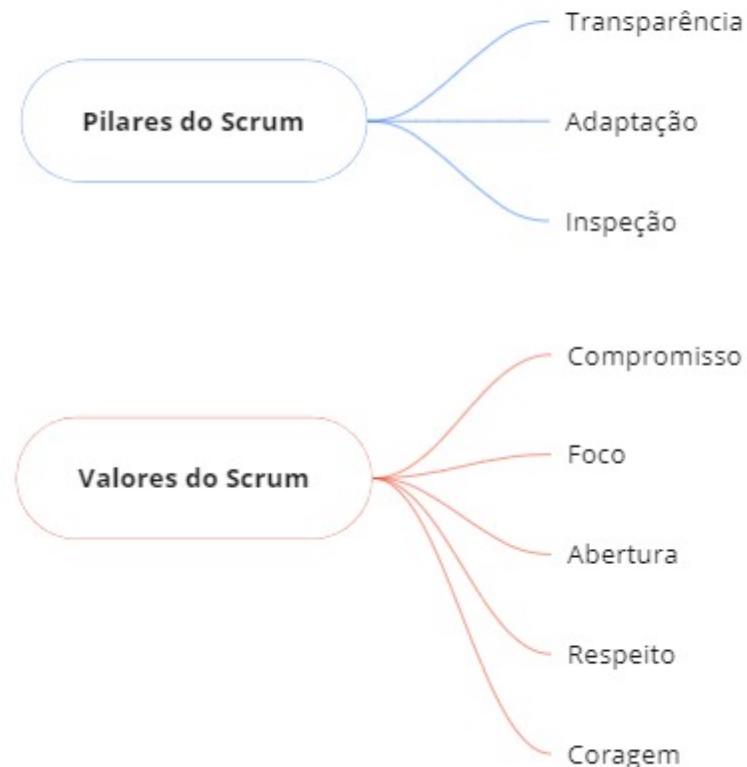 Pilares do Scrum
Transparência
Adaptação
Inspeção
Valores do Scrum
Compromisso
Foco
Abertura
Respeito
Coragem